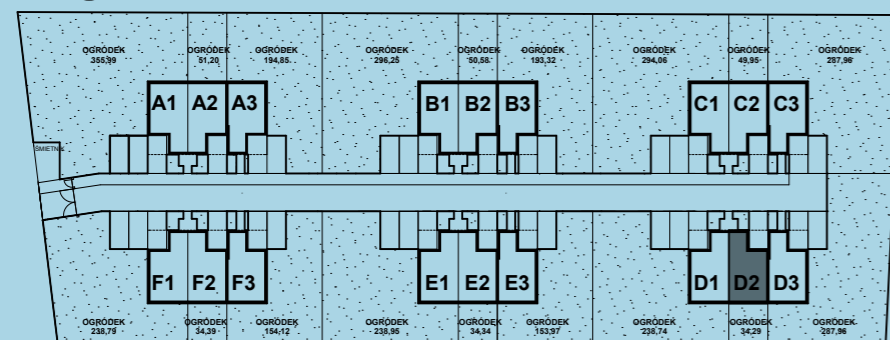 OGRÓDEK OGRÓDEK OGRÓDEK OGRÓDEK OGRÓDEK OGRÓDEK OGRÓDEK OGRÓDEK OGRÓDEK
355,99 51,20 194,85 296,25 50,58 193,32 294,06 49,95 287,96
A1 A2 A3 B1 B2 B3 C1 C2 C3
ŚMIETNIK
F1 F2 F3 E1 E2 E3 D1 D2 D3
OGRÓDEK OGRÓDEK OGRÓDEK OGRÓDEK OGRÓDEK OGRÓDEK OGRÓDEK OGRÓDEK OGRÓDEK
238,79 34,39 154,12 238,95 34,34 153,97 238,74 34,29 287,96